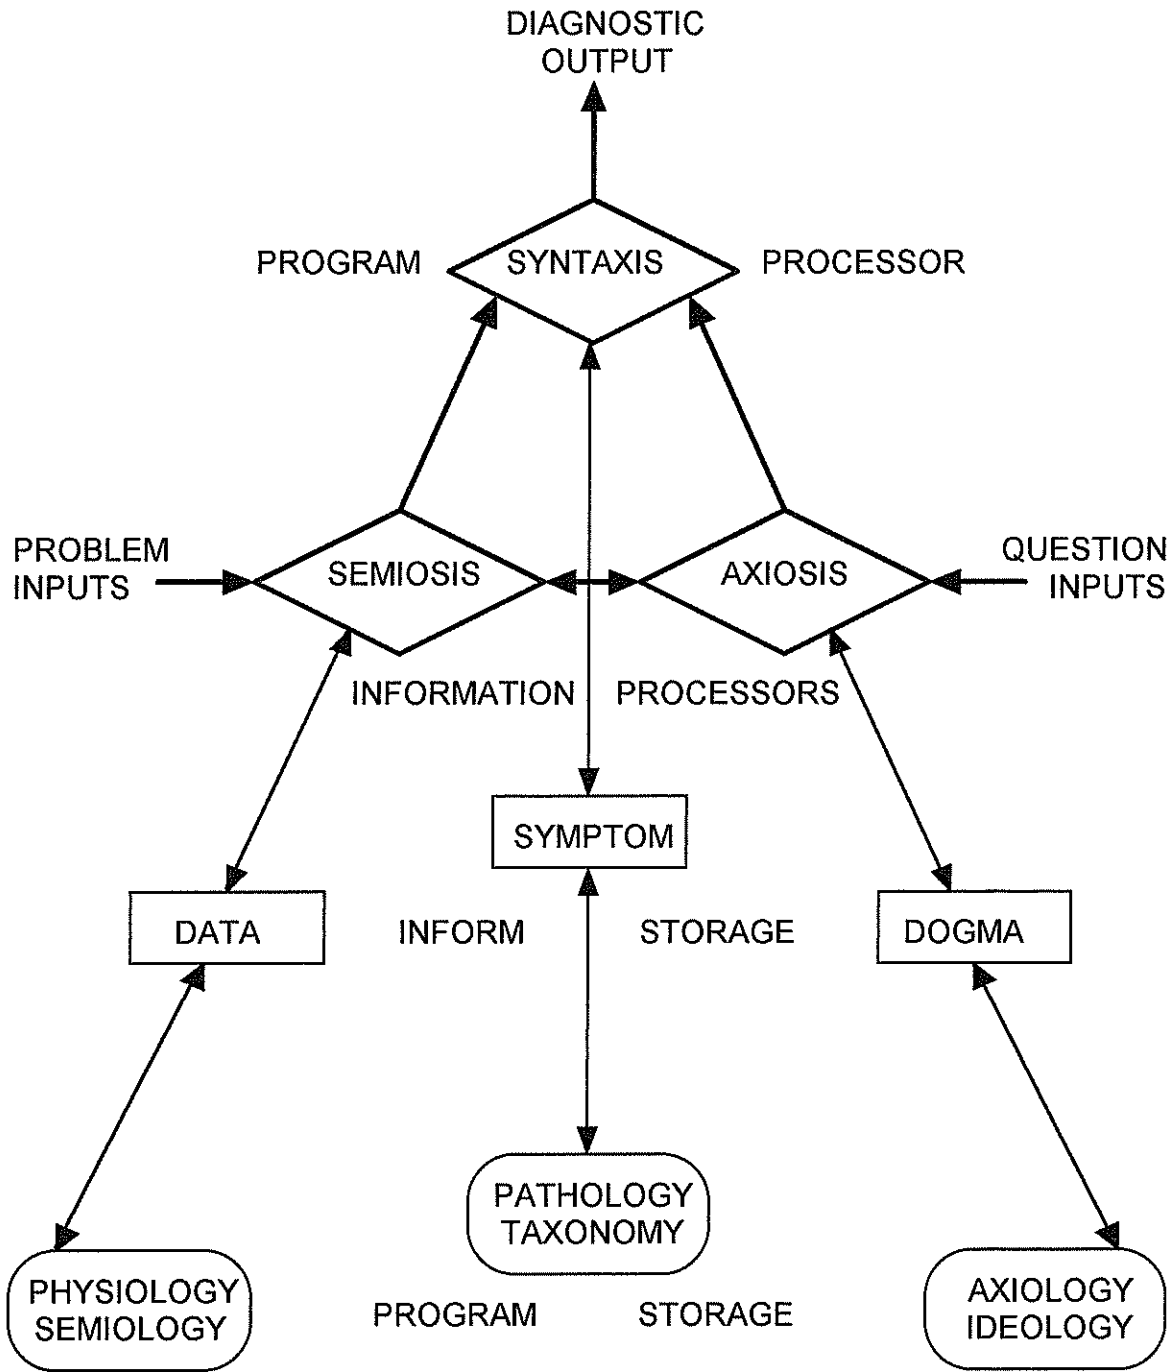 DIAGNOSTIC
OUTPUT
PROGRAM
SYNTAXIS
PROCESSOR
PROBLEM
INPUTS
SEMIOSIS
AXIOSIS
QUESTION
INPUTS
INFORMATION
PROCESSORS
SYMPTOM
DATA
INFORM
STORAGE
DOGMA
PATHOLOGY
TAXONOMY
PHYSIOLOGY
SEMIOLOGY
PROGRAM
STORAGE
AXIOLOGY
IDEOLOGY